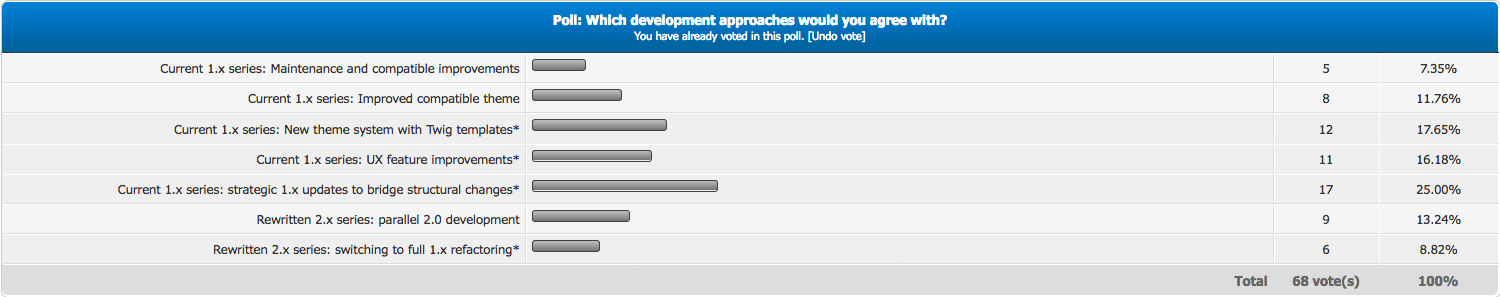 Poll: Which development approaches would you agree with?
You have already voted in this poll. [Undo vote]
Current 1.x series: Maintenance and compatible improvements 5 7.35%
Current 1.x series: Improved compatible theme 8 11.76%
Current 1.x series: New theme system with Twig templates* 12 17.65%
Current 1.x series: UX feature improvements* 11 16.18%
Current 1.x series: strategic 1.x updates to bridge structural changes* 17 25.00%
Rewritten 2.x series: parallel 2.0 development 9 13.24%
Rewritten 2.x series: switching to full 1.x refactoring* 6 8.82%
Total 68 vote(s) 100%